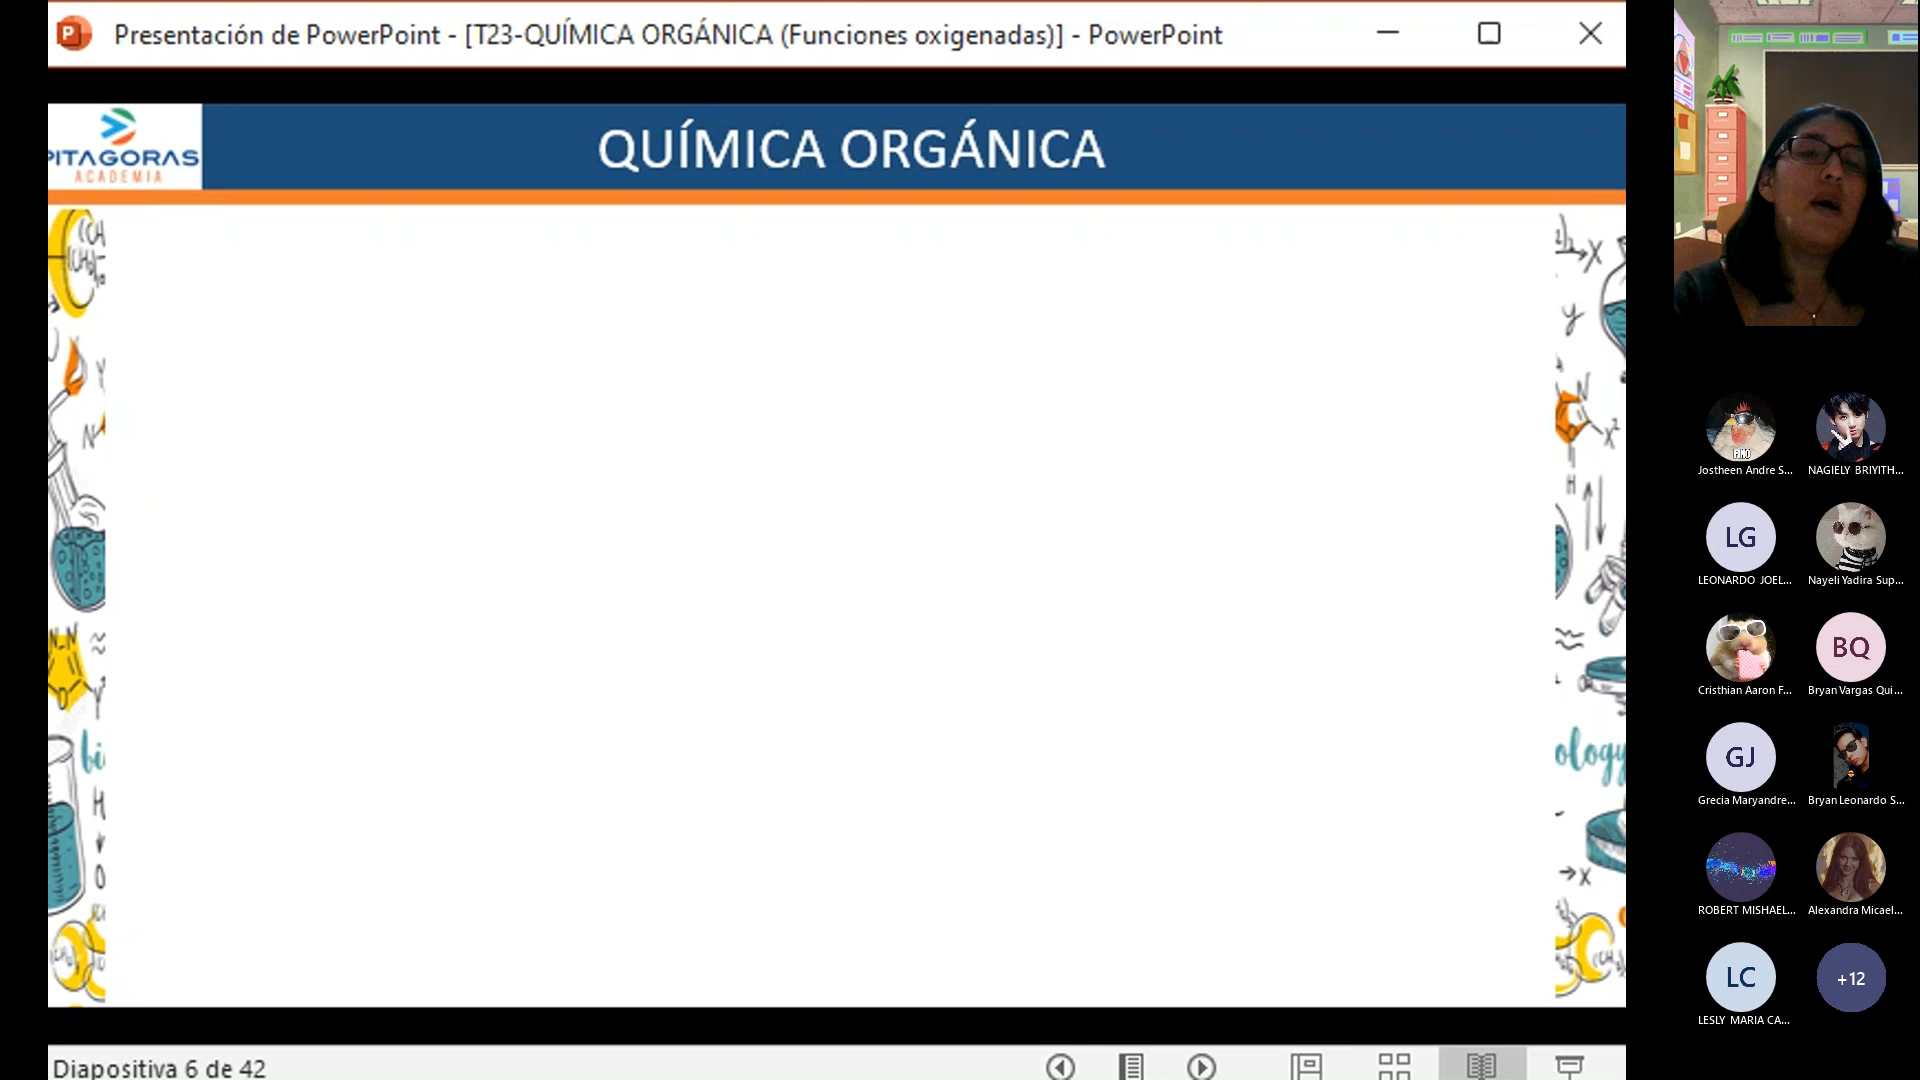 Presentación de PowerPoint - [T23-QUÍMICA ORGÁNICA (Funciones oxigenadas)] - PowerPoint
PITAGORAS
ACADEMIA
QUÍMICA ORGÁNICA
Diapositiva 6 de 42
Jostheen Andre S...
NAGIELY BRIYITH...
LG
LEONARDO JOEL...
Nayeli Yadira Sup...
Cristhian Aaron F...
BQ
Bryan Vargas Qui...
GJ
Grecia Maryandre...
Bryan Leonardo S...
ROBERT MISHAEL...
Alexandra Micael...
LC
LESLY MARIA CA...
+12